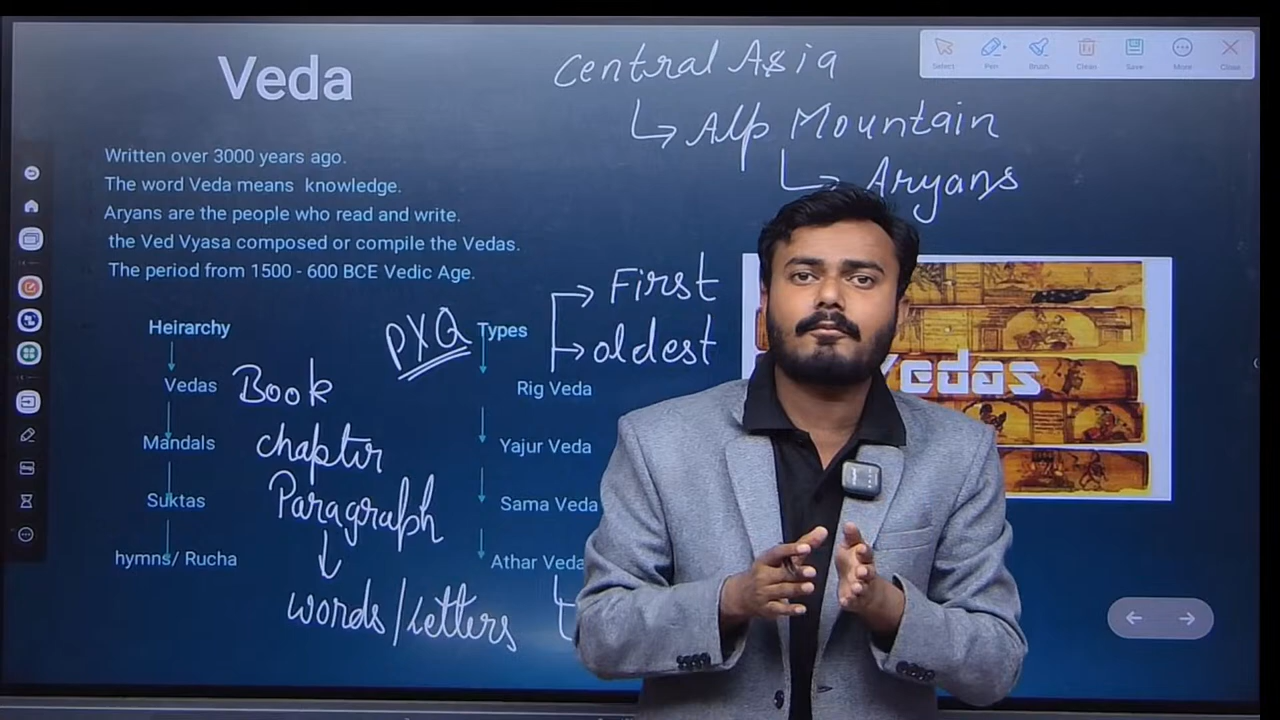 Veda
Central Asia
Select Pen Brush Clean Save More Close
↳ Alp Mountain
↳ Aryans
Written over 3000 years ago.
The word Veda means knowledge.
Aryans are the people who read and write.
the Ved Vyasa composed or compile the Vedas.
The period from 1500 - 600 BCE Vedic Age.
→ First
→ oldest
Heirarchy
PYQ
Types
Vedas Book
Rig Veda
Vedas
Mandals chapter
Yajur Veda
Suktas Paragraph
Sama Veda
hymns/ Rucha
Athar Veda
words/letters